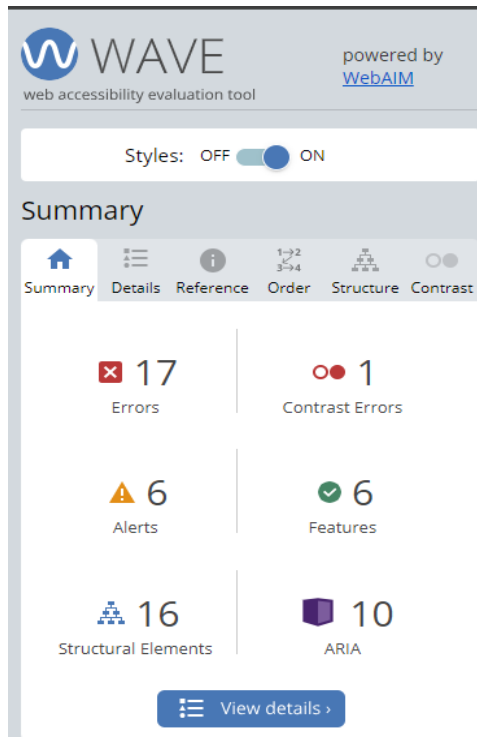 WAVE
powered by
WebAIM
web accessibility evaluation tool
Styles: OFF ON
Summary
1→2
3→4
Summary Details Reference Order Structure Contrast
17 1
Errors Contrast Errors
6 6
Alerts Features
16 10
Structural Elements ARIA
View details ›